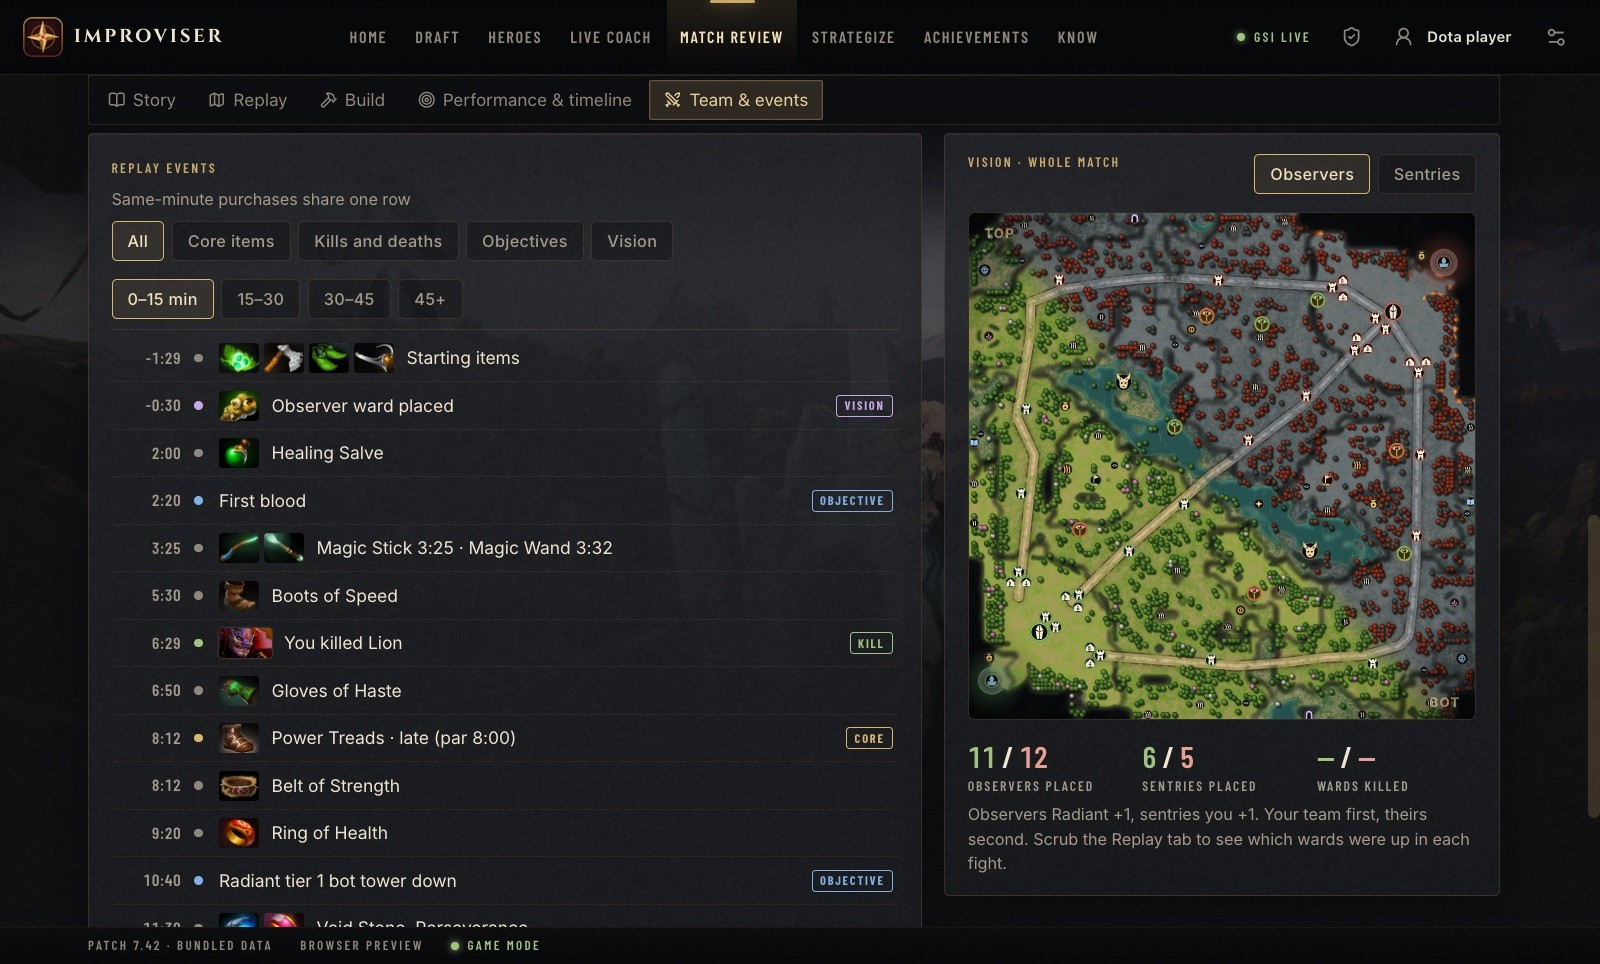 IMPROVISER
HOME
DRAFT
HEROES
LIVE COACH
MATCH REVIEW
STRATEGIZE
ACHIEVEMENTS
KNOW
GSI LIVE
Dota player
Story
Replay
Build
Performance & timeline
Team & events
REPLAY EVENTS
Same-minute purchases share one row
All
Core items
Kills and deaths
Objectives
Vision
0–15 min
15–30
30–45
45+
-1:29 Starting items
-0:30 Observer ward placed VISION
2:00 Healing Salve
2:20 First blood OBJECTIVE
3:25 Magic Stick 3:25 · Magic Wand 3:32
5:30 Boots of Speed
6:29 You killed Lion KILL
6:50 Gloves of Haste
8:12 Power Treads · late (par 8:00) CORE
8:12 Belt of Strength
9:20 Ring of Health
10:40 Radiant tier 1 bot tower down OBJECTIVE
11:30 Void Stone, Perseverance
VISION · WHOLE MATCH
Observers
Sentries
TOP
BOT
11 / 12
OBSERVERS PLACED
6 / 5
SENTRIES PLACED
– / –
WARDS KILLED
Observers Radiant +1, sentries you +1. Your team first, theirs
second. Scrub the Replay tab to see which wards were up in each
fight.
PATCH 7.42 · BUNDLED DATA
BROWSER PREVIEW
GAME MODE